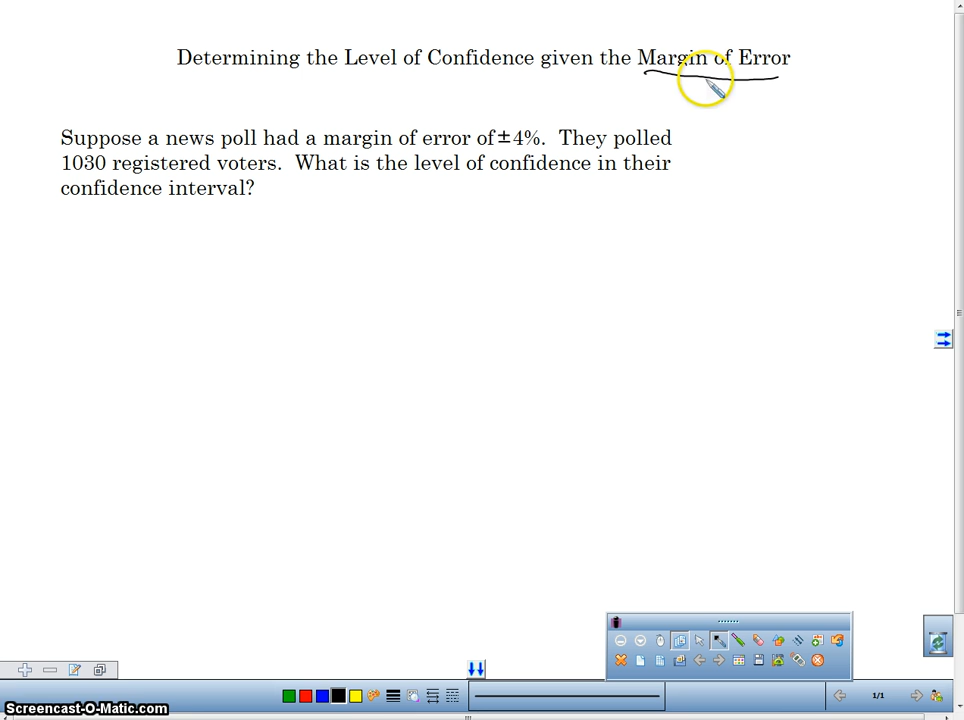 Determining the Level of Confidence given the Margin of Error
Suppose a news poll had a margin of error of ±4%. They polled
1030 registered voters. What is the level of confidence in their
confidence interval?
1/1
Screencast-O-Matic.com